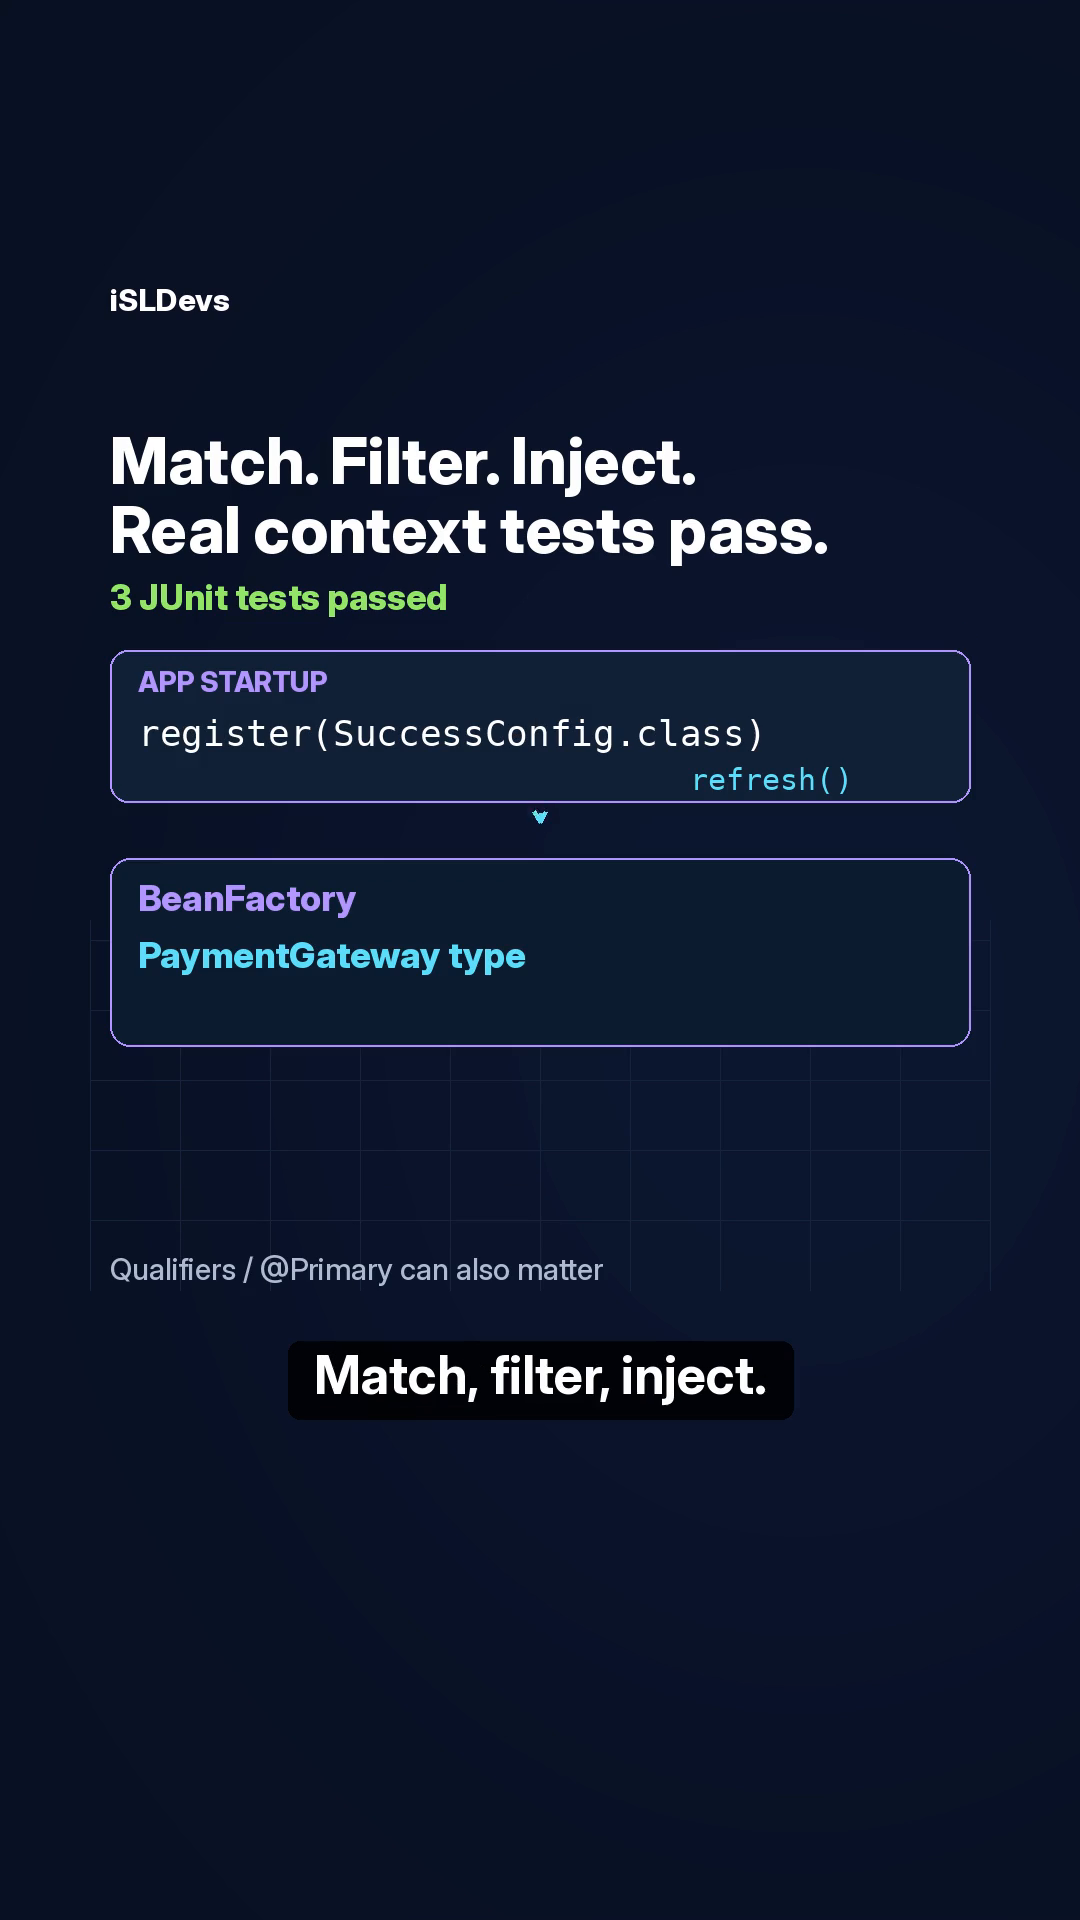 iSLDevs
Match. Filter. Inject.
Real context tests pass.
3 JUnit tests passed
APP STARTUP
register(SuccessConfig.class)
refresh()
BeanFactory
PaymentGateway type
Qualifiers / @Primary can also matter
Match, filter, inject.